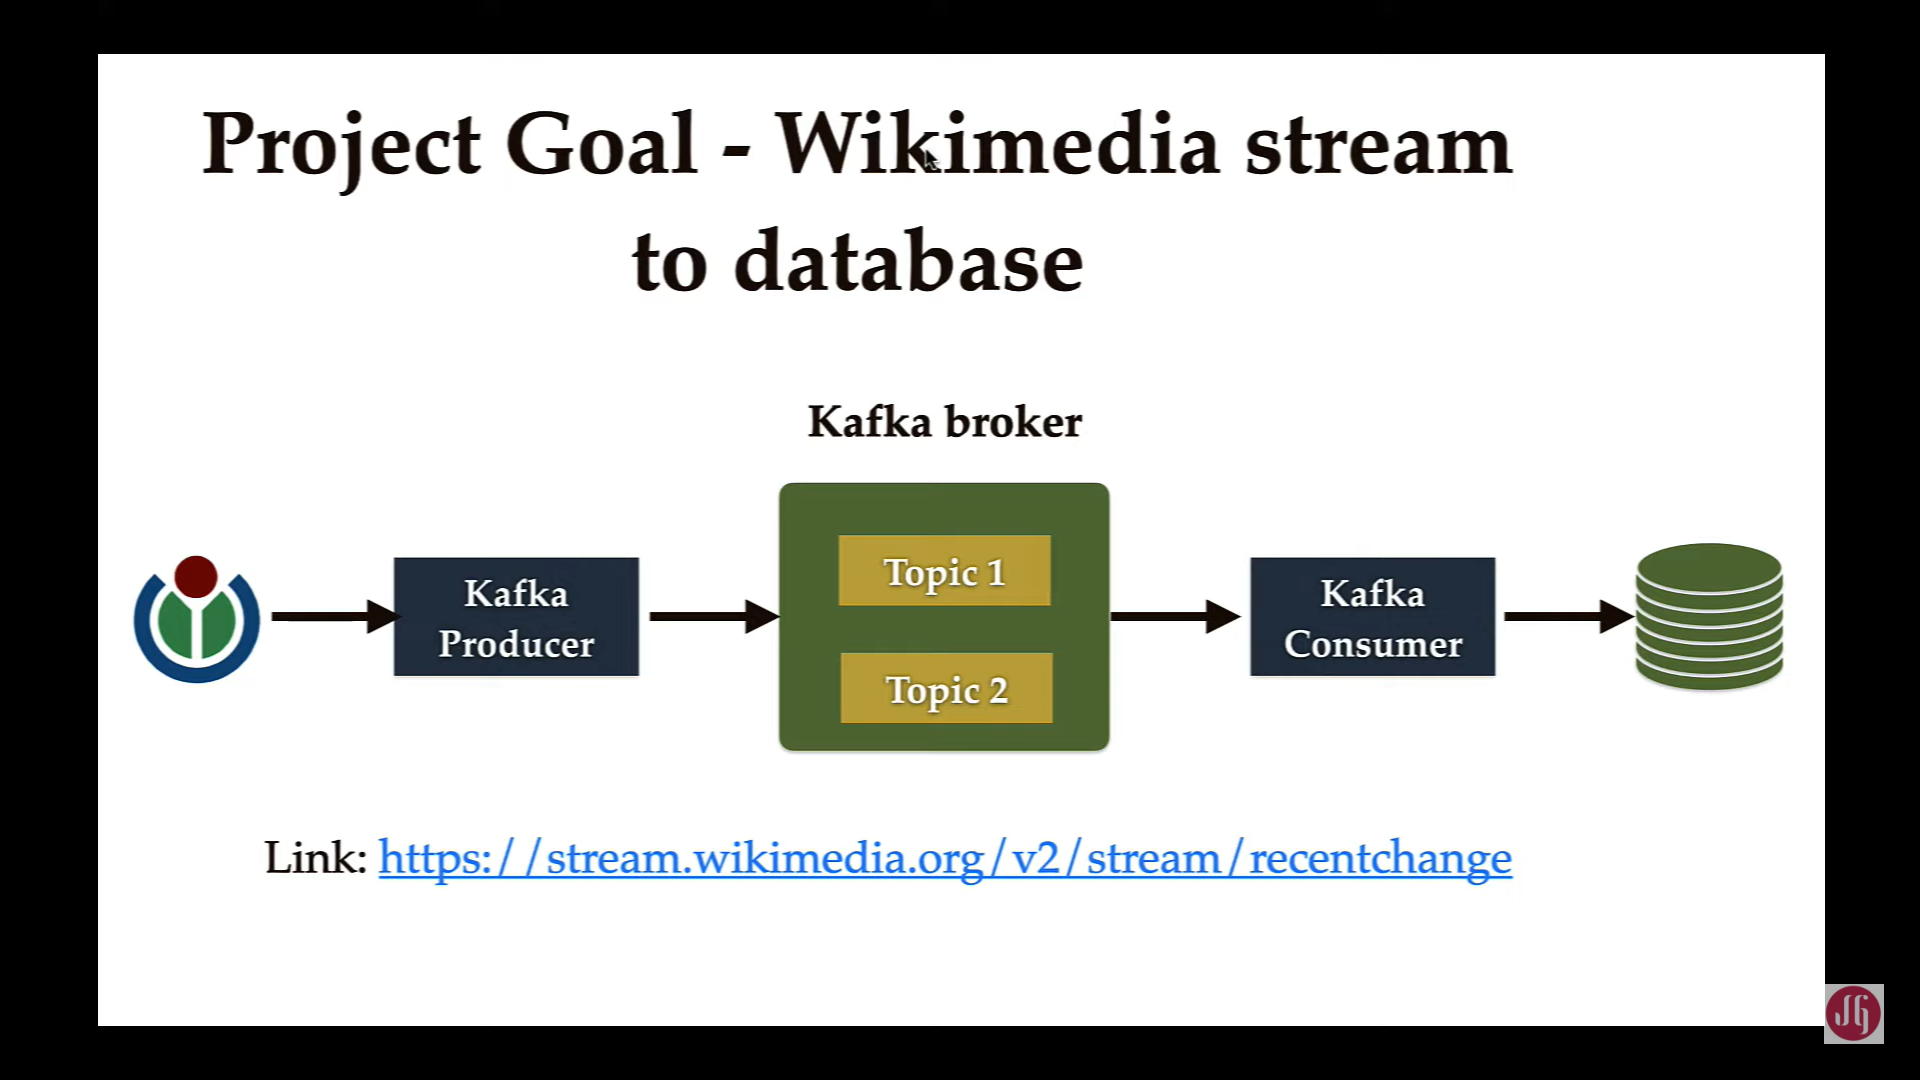 Project Goal - Wikimedia stream
to database
Kafka broker
Kafka
Producer
Topic 1
Topic 2
Kafka
Consumer
Link: https://stream.wikimedia.org/v2/stream/recentchange
JG